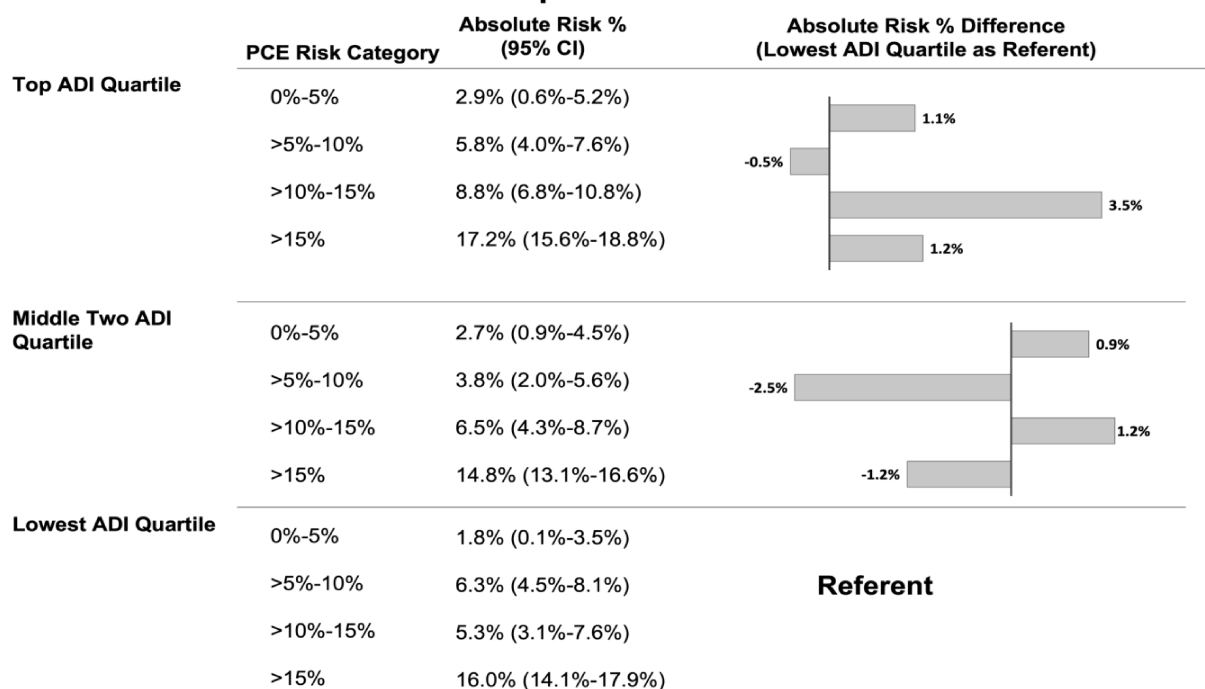 Absolute Risk %
(95% CI)
Absolute Risk % Difference
(Lowest ADI Quartile as Referent)
PCE Risk Category
Top ADI Quartile
0%-5% 2.9% (0.6%-5.2%) 1.1%
>5%-10% 5.8% (4.0%-7.6%) -0.5%
>10%-15% 8.8% (6.8%-10.8%) 3.5%
>15% 17.2% (15.6%-18.8%) 1.2%
Middle Two ADI
Quartile
0%-5% 2.7% (0.9%-4.5%) 0.9%
>5%-10% 3.8% (2.0%-5.6%) -2.5%
>10%-15% 6.5% (4.3%-8.7%) 1.2%
>15% 14.8% (13.1%-16.6%) -1.2%
Lowest ADI Quartile
0%-5% 1.8% (0.1%-3.5%)
>5%-10% 6.3% (4.5%-8.1%)
Referent
>10%-15% 5.3% (3.1%-7.6%)
>15% 16.0% (14.1%-17.9%)